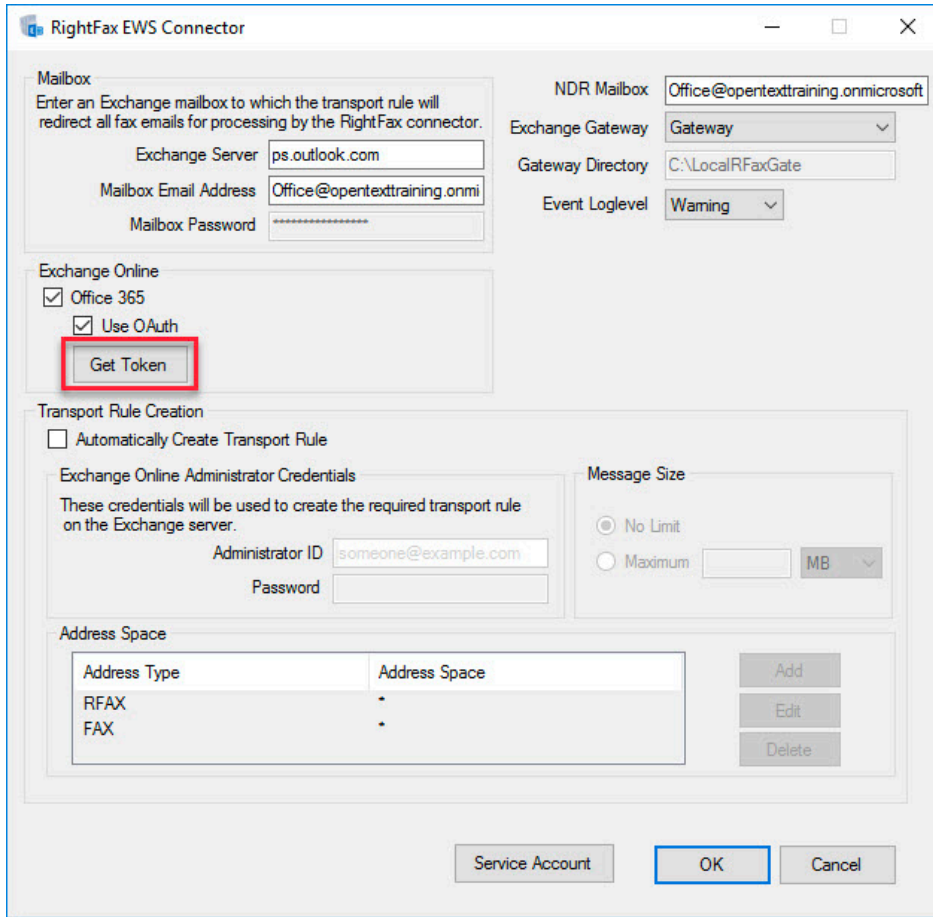 RightFax EWS Connector
Mailbox
Enter an Exchange mailbox to which the transport rule will
redirect all fax emails for processing by the RightFax connector.
Exchange Server ps.outlook.com
Mailbox Email Address Office@opentexttraining.onmi
Mailbox Password ****************
NDR Mailbox Office@opentexttraining.onmicrosoft
Exchange Gateway Gateway
Gateway Directory C:\LocalRFaxGate
Event Loglevel Warning
Exchange Online
Office 365
Use OAuth
Get Token
Transport Rule Creation
Automatically Create Transport Rule
Exchange Online Administrator Credentials
These credentials will be used to create the required transport rule
on the Exchange server.
Administrator ID someone@example.com
Password
Message Size
No Limit
Maximum MB
Address Space
Address Type Address Space
RFAX *
FAX *
Add
Edit
Delete
Service Account OK Cancel